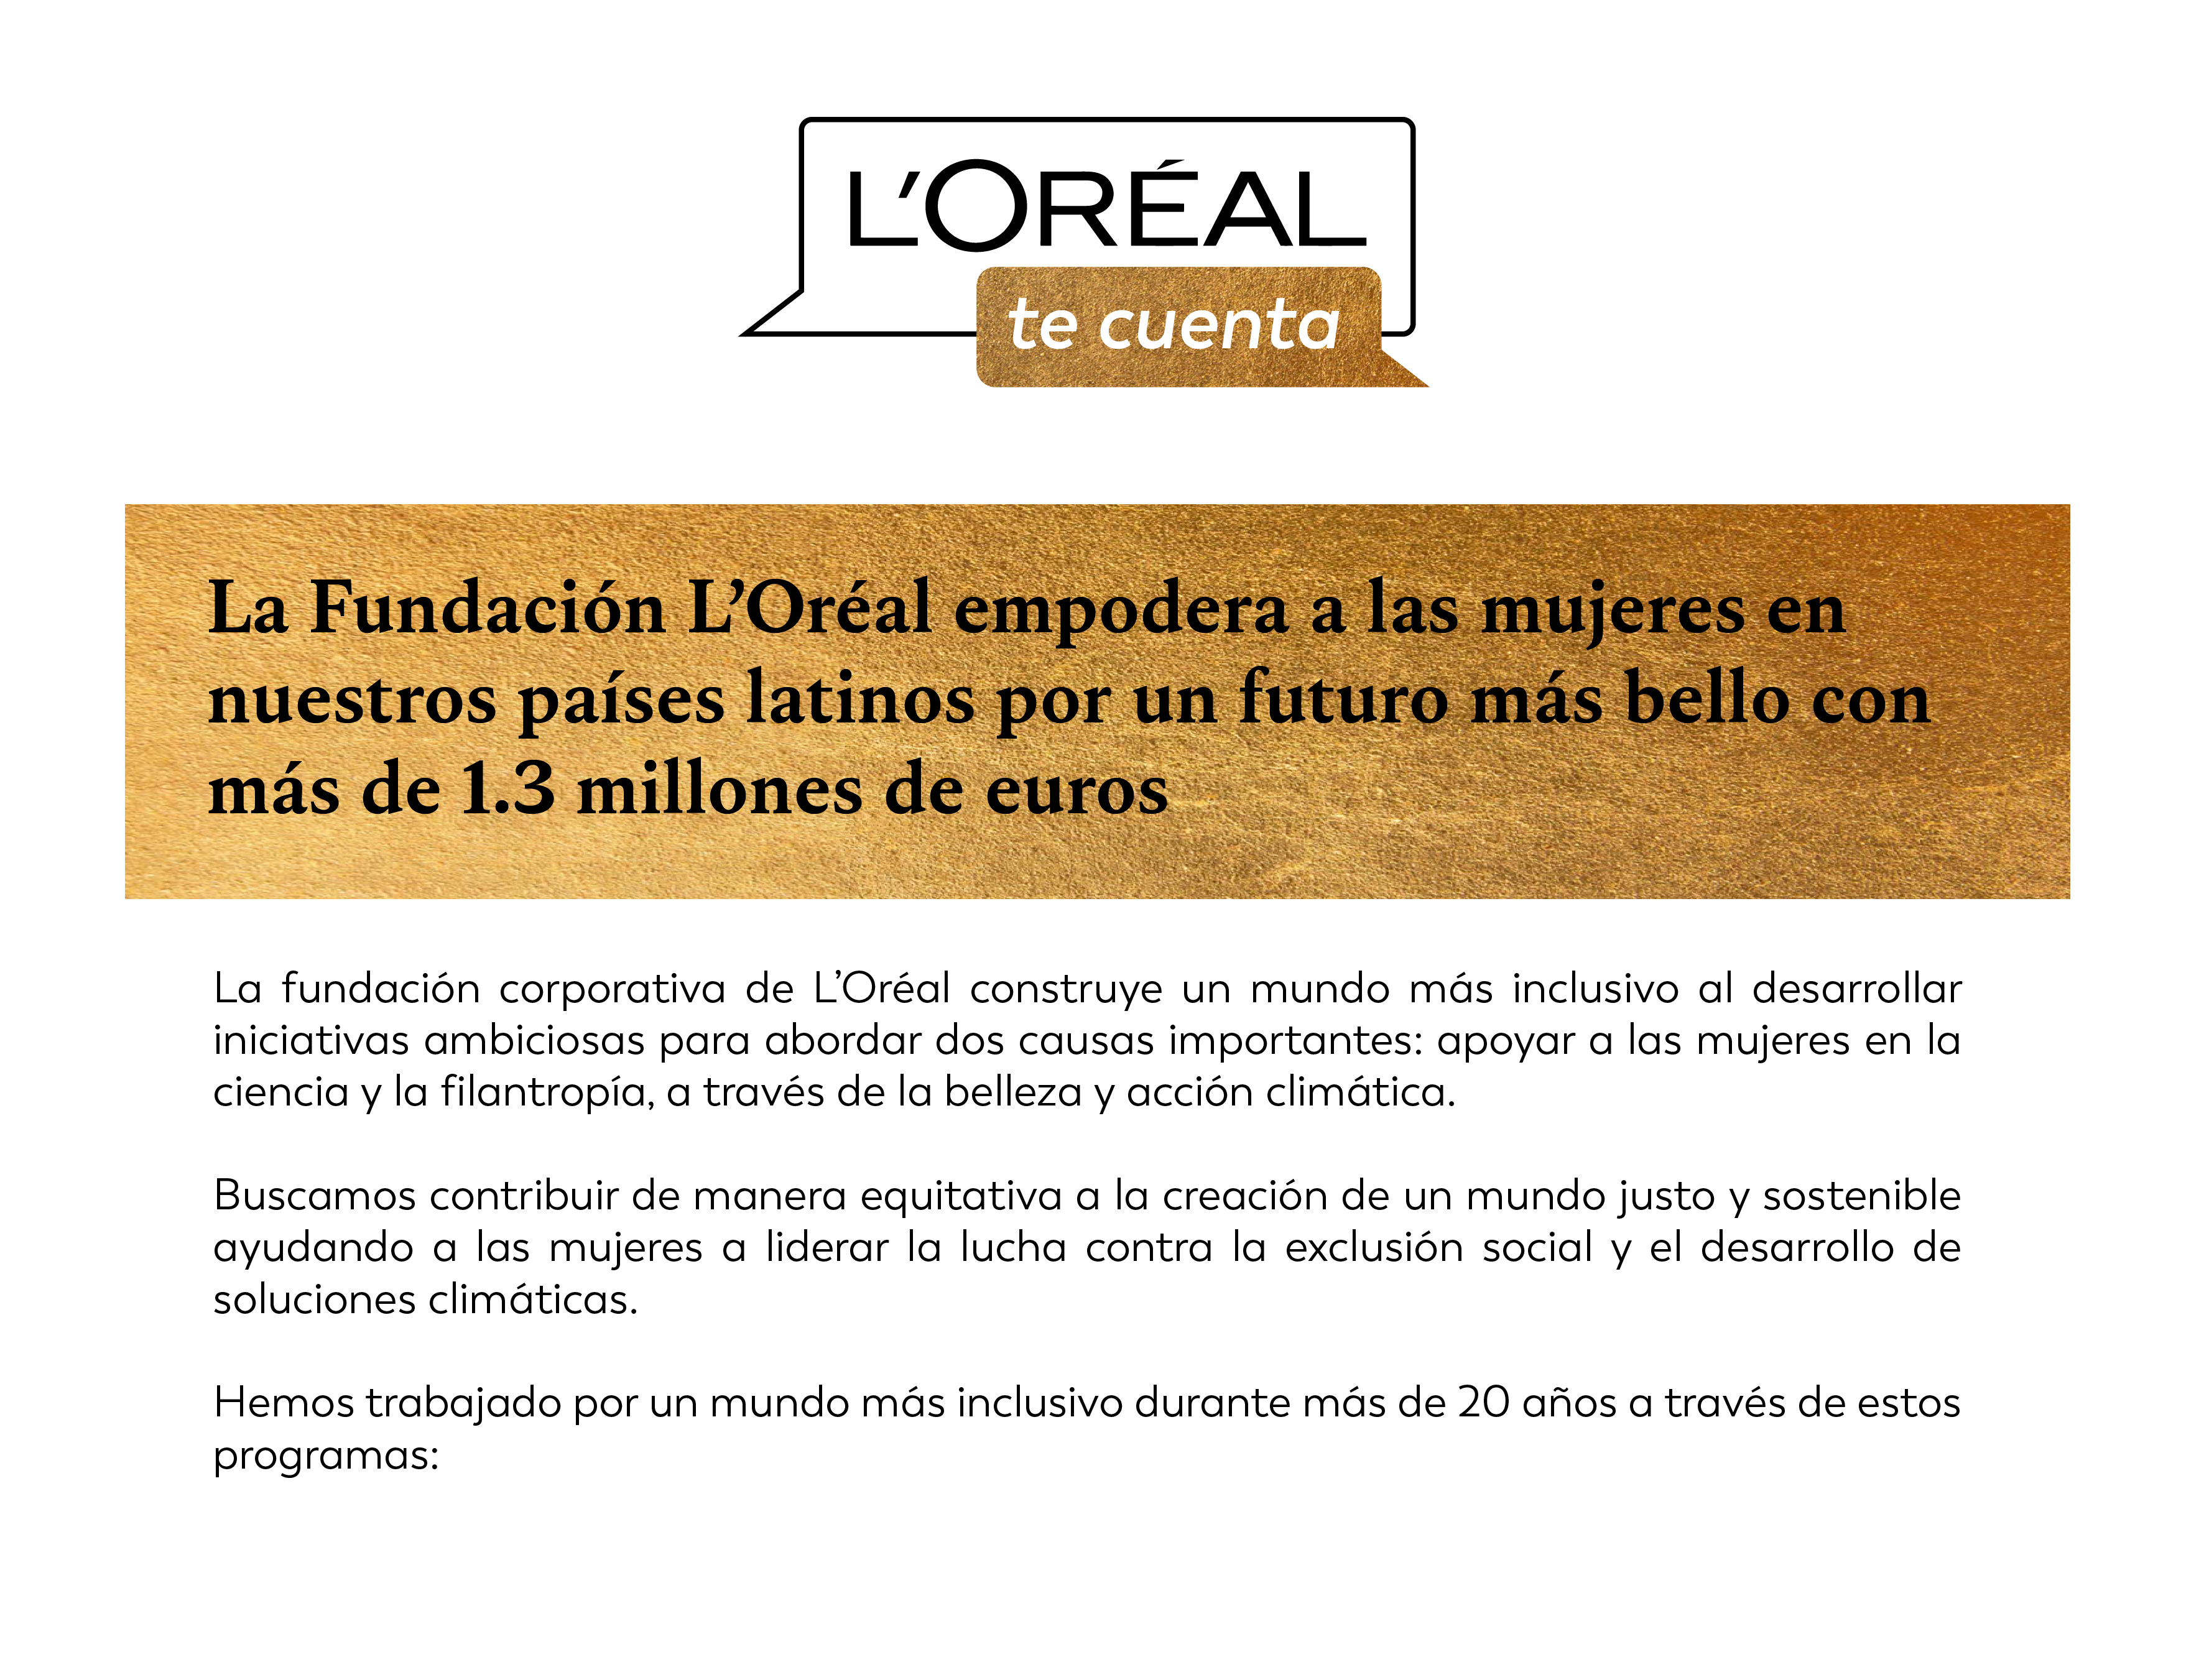 L’ORÉAL
te cuenta
La Fundación L’Oréal empodera a las mujeres en
nuestros países latinos por un futuro más bello con
más de 1.3 millones de euros
La fundación corporativa de L’Oréal construye un mundo más inclusivo al desarrollar
iniciativas ambiciosas para abordar dos causas importantes: apoyar a las mujeres en la
ciencia y la filantropía, a través de la belleza y acción climática.
Buscamos contribuir de manera equitativa a la creación de un mundo justo y sostenible
ayudando a las mujeres a liderar la lucha contra la exclusión social y el desarrollo de
soluciones climáticas.
Hemos trabajado por un mundo más inclusivo durante más de 20 años a través de estos
programas: